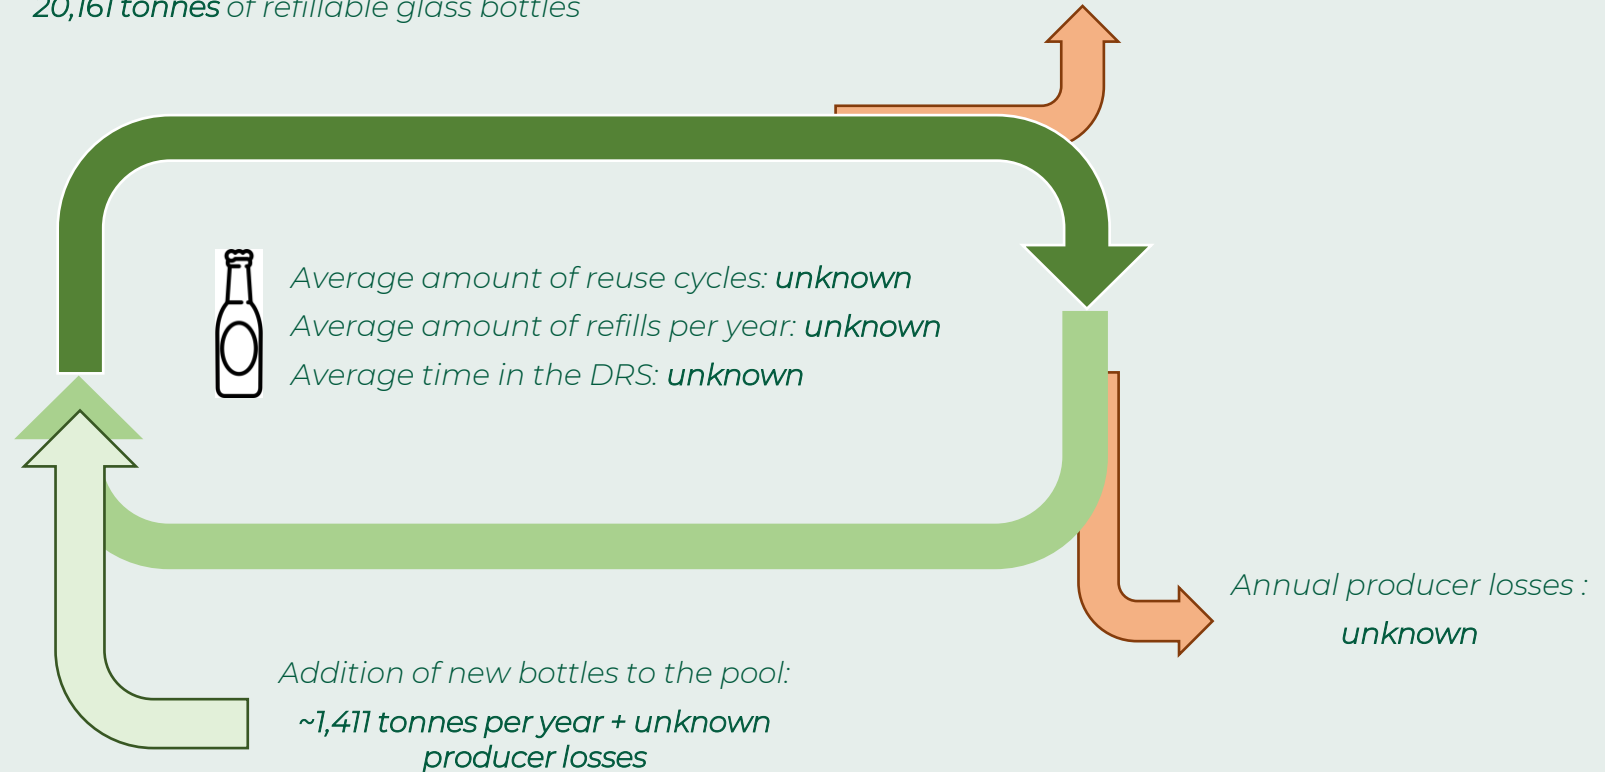 20,161 tonnes of refillable glass bottles
Average amount of reuse cycles: unknown
Average amount of refills per year: unknown
Average time in the DRS: unknown
Annual producer losses :
unknown
Addition of new bottles to the pool:
~1,411 tonnes per year + unknown
producer losses